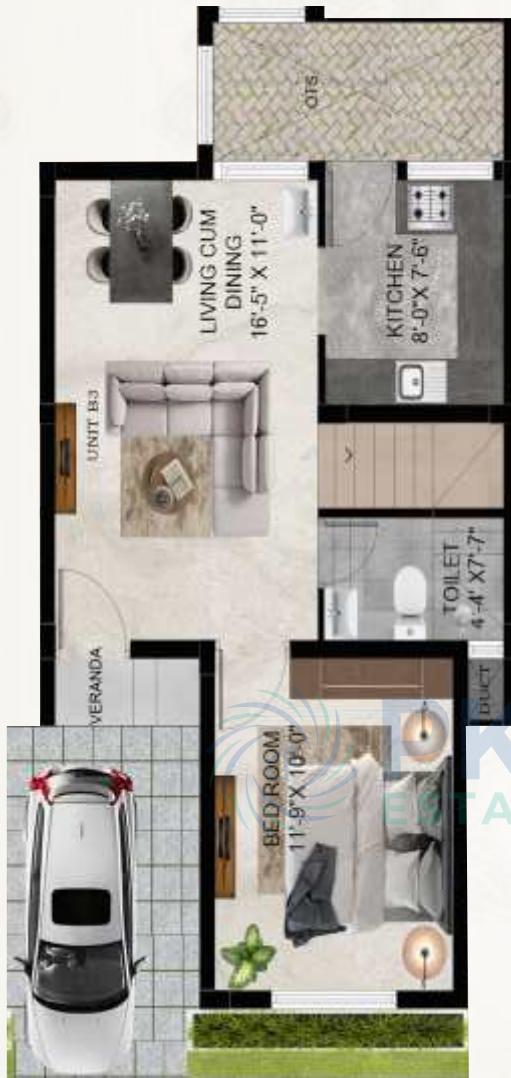 OTS
LIVING CUM
DINING
16'-5" X 11'-0"
KITCHEN
8'-0"X 7'-6"
UNIT B3
TOILET
4'-4' X7'-7"
VERANDA
DUCT
BED ROOM
11'-9"X 10'-0"
ESTA